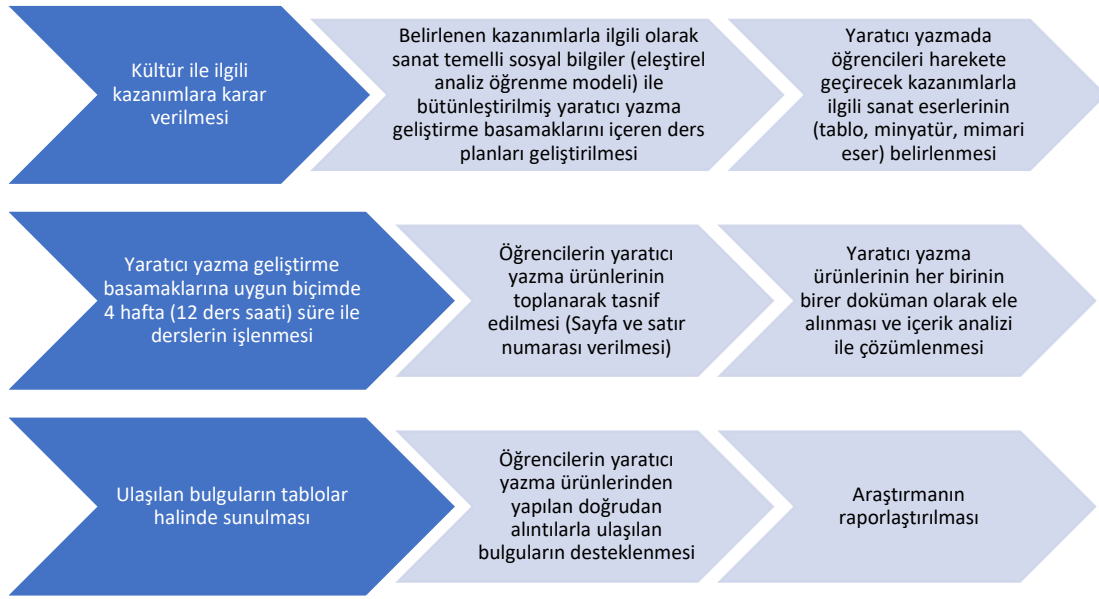 Kültür ile ilgili
kazanımlara karar
verilmesi
Belirlenen kazanımlarla ilgili olarak
sanat temelli sosyal bilgiler (eleştirel
analiz öğrenme modeli) ile
bütünleştirilmiş yaratıcı yazma
geliştirme basamaklarını içeren ders
planları geliştirilmesi
Yaratıcı yazmada
öğrencileri harekete
geçirecek kazanımlarla
ilgili sanat eserlerinin
(tablo, minyatür, mimari
eser) belirlenmesi
Yaratıcı yazma geliştirme
basamaklarına uygun biçimde
4 hafta (12 ders saati) süre ile
derslerin işlenmesi
Öğrencilerin yaratıcı
yazma ürünlerinin
toplanarak tasnif
edilmesi (Sayfa ve satır
numarası verilmesi)
Yaratıcı yazma
ürünlerinin her birinin
birer doküman olarak ele
alınması ve içerik analizi
ile çözümlenmesi
Ulaşılan bulguların tablolar
halinde sunulması
Öğrencilerin yaratıcı
yazma ürünlerinden
yapılan doğrudan
alıntılarla ulaşılan
bulguların desteklenmesi
Araştırmanın
raporlaştırılması